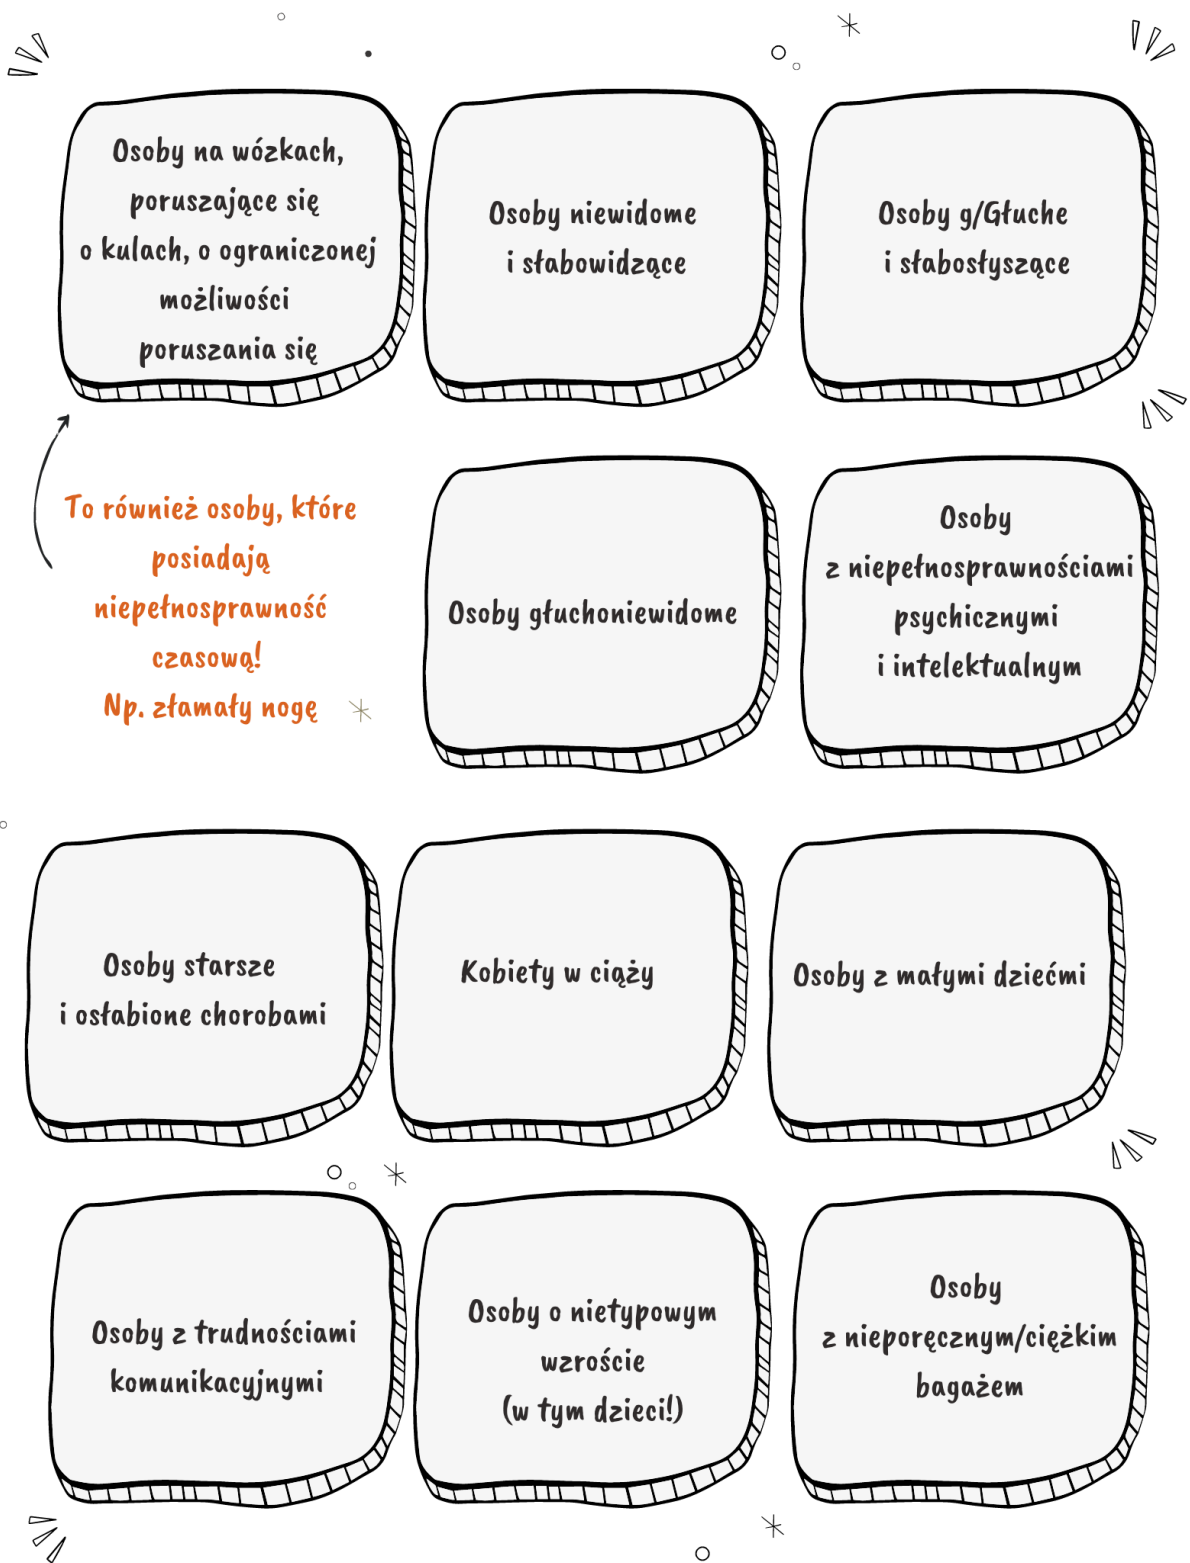 Osoby na wózkach,
poruszające się
o kulach, o ograniczonej
możliwości
poruszania się
Osoby niewidome
i słabowidzące
Osoby g/Głuche
i słabosłyszące
To również osoby, które
posiadają
niepełnosprawność
czasową!
Np. złamały nogę
Osoby głuchoniewidome
Osoby
z niepełnosprawnościami
psychicznymi
i intelektualnym
Osoby starsze
i osłabione chorobami
Kobiety w ciąży
Osoby z małymi dziećmi
Osoby z trudnościami
komunikacyjnymi
Osoby o nietypowym
wzroście
(w tym dzieci!)
Osoby
z nieporęcznym/ciężkim
bagażem